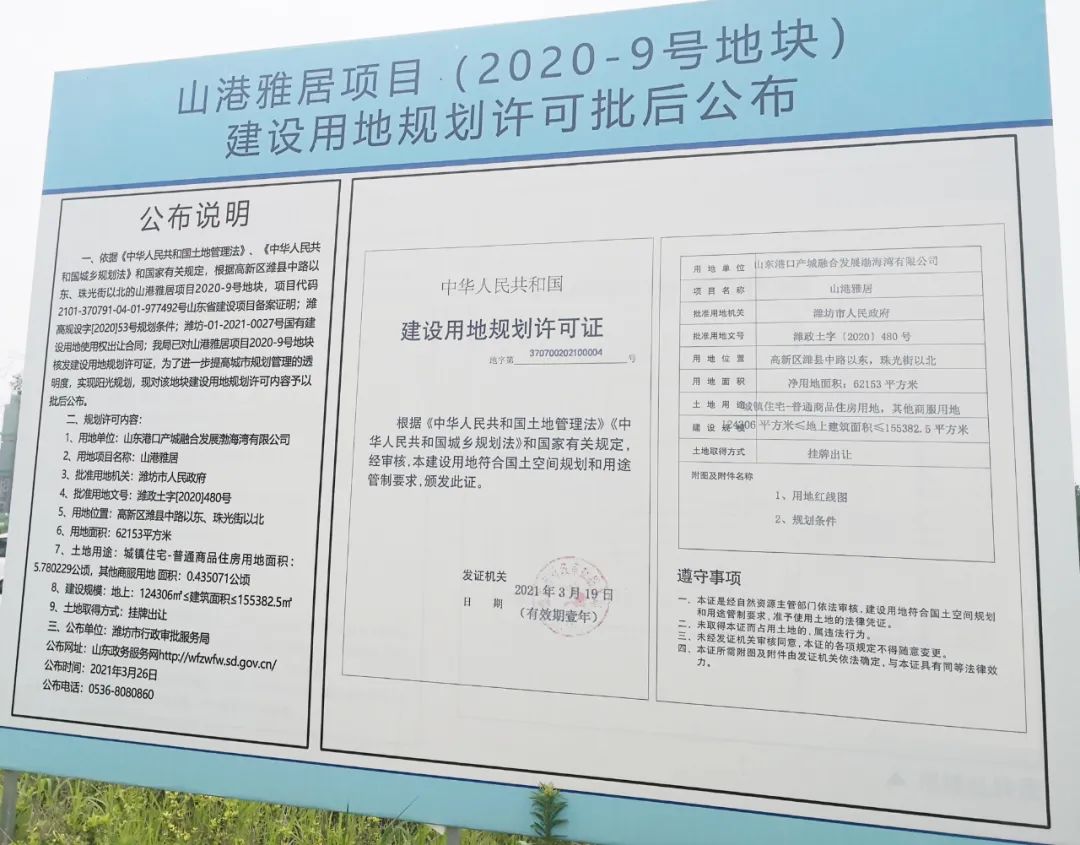 山港雅居项目（2020-9号地块）
建设用地规划许可批后公布
公布说明
一、依据《中华人民共和国土地管理法》、《中华人民共
和国城乡规划法》和国家有关规定，根据高新区潍县中路以
东、珠光街以北的山港雅居项目2020-9号地块，项目代码
2101-370791-04-01-977492号山东省建设项目备案证明；潍
高规设字[2020]53号规划条件；潍坊-01-2021-0027号国有建
设用地使用权出让合同；我局已对山港雅居项目2020-9号地块
核发建设用地规划许可证，为了进一步提高城市规划管理的透
明度，实现阳光规划，现对该地块建设用地规划许可内容予以
批后公布。
二、规划许可内容：
1、用地单位：山东港口产城融合发展渤海湾有限公司
2、用地项目名称：山港雅居
3、批准用地机关：潍坊市人民政府
4、批准用地文号：潍政土字[2020]480号
5、用地位置：高新区潍县中路以东、珠光街以北
6、用地面积：62153平方米
7、土地用途：城镇住宅-普通商品住房用地面积：
5.780229公顷，其他商服用地 面积：0.435071公顷
8、建设规模：地上：124306㎡≤建筑面积≤155382.5㎡
9、土地取得方式：挂牌出让
三、公布单位：潍坊市行政审批服务局
公布网址：山东政务服务网http://wfzwfw.sd.gov.cn/
公布时间：2021年3月26日
公布电话：0536-8080860
中华人民共和国
建设用地规划许可证
地字第370700202100004号
根据《中华人民共和国土地管理法》《中
华人民共和国城乡规划法》和国家有关规定，
经审核，本建设用地符合国土空间规划和用途
管制要求，颁发此证。
发证机关
日 期 2021年3月19日
（有效期壹年）
用地单位 山东港口产城融合发展渤海湾有限公司
项目名称 山港雅居
批准用地机关 潍坊市人民政府
批准用地文号 潍政土字〔2020〕480号
用地位置 高新区潍县中路以东，珠光街以北
用地面积 净用地面积：62153平方米
土地用途 城镇住宅-普通商品住房用地，其他商服用地
建设规模 124306平方米≤地上建筑面积≤155382.5平方米
土地取得方式 挂牌出让
附图及附件名称
1、用地红线图
2、规划条件
遵守事项
一、本证是经自然资源主管部门依法审核，建设用地符合国土空间规划
和用途管制要求，准予使用土地的法律凭证。
二、未取得本证而占用土地的，属违法行为。
三、未经发证机关审核同意，本证的各项规定不得随意变更。
四、本证所需附图及附件由发证机关依法确定，与本证具有同等法律效
力。